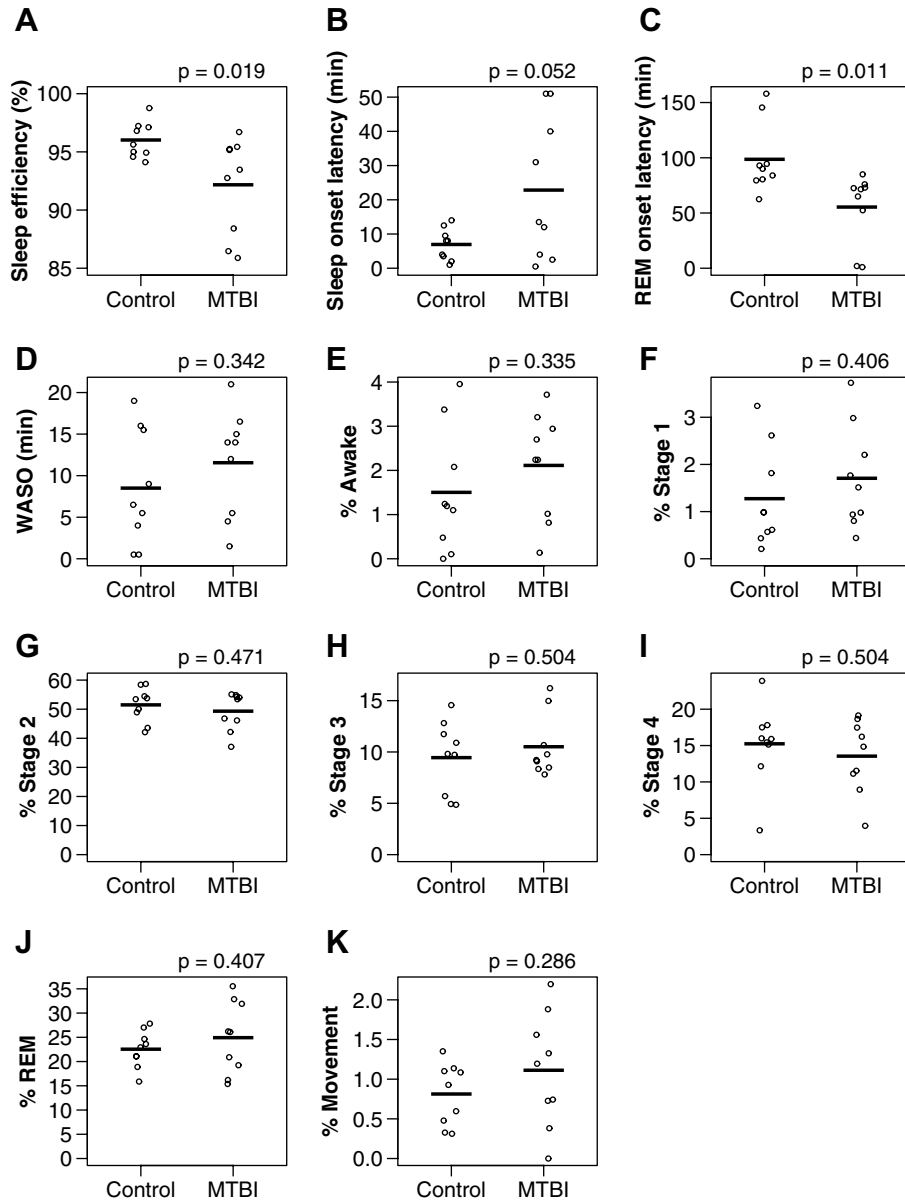 A
B
C
p = 0.019
p = 0.052
p = 0.011
Sleep efficiency (%)
100
95
90
85
Control
MTBI
Sleep onset latency (min)
50
40
30
20
10
0
Control
MTBI
REM onset latency (min)
150
100
50
0
Control
MTBI
D
E
F
p = 0.342
p = 0.335
p = 0.406
WASO (min)
20
15
10
5
0
Control
MTBI
% Awake
4
3
2
1
0
Control
MTBI
% Stage 1
3
2
1
0
Control
MTBI
G
H
I
p = 0.471
p = 0.504
p = 0.504
% Stage 2
60
50
40
30
20
10
0
Control
MTBI
% Stage 3
15
10
5
0
Control
MTBI
% Stage 4
20
15
10
5
0
Control
MTBI
J
K
p = 0.407
p = 0.286
% REM
35
30
25
20
15
10
5
0
Control
MTBI
% Movement
2.0
1.5
1.0
0.5
0.0
Control
MTBI